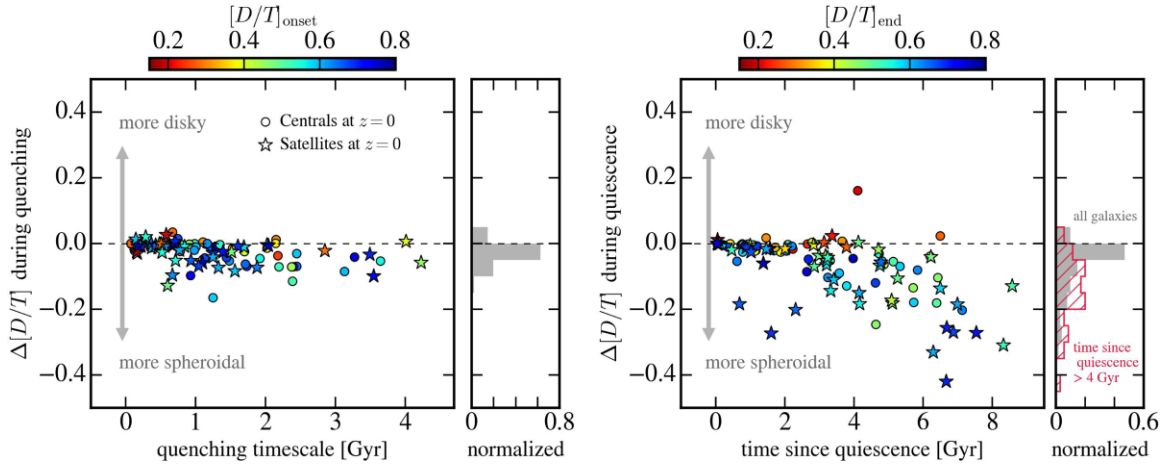 [D/T]onset
0.2 0.4 0.6 0.8
0.4
0.2
0.0
−0.2
−0.4
Δ[D/T] during quenching
more disky
more spheroidal
Centrals at z = 0
Satellites at z = 0
0 1 2 3 4
quenching timescale [Gyr]
0 0.8
normalized
[D/T]end
0.2 0.4 0.6 0.8
0.4
0.2
0.0
−0.2
−0.4
Δ[D/T] during quiescence
more disky
more spheroidal
0 2 4 6 8
time since quiescence [Gyr]
all galaxies
time since
quiescence
> 4 Gyr
0 0.6
normalized